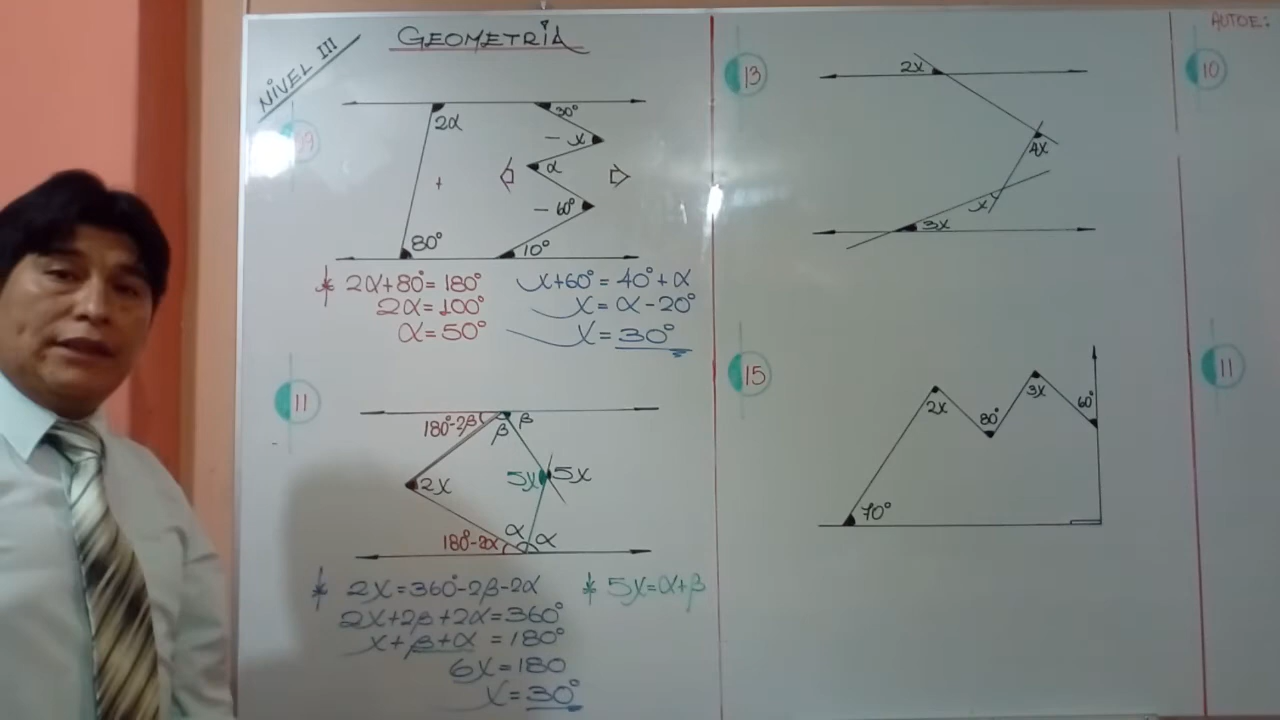 NIVEL III
GEOMETRIA
2α
30°
x
α
60°
80°
10°
* 2α+80°=180°
2α=100°
α=50°
x+60°=40°+α
x=α-20°
x=30°
11
180°-2β
β
β
2x
5x
5x
180°-2α
α
α
* 2x=360°-2β-2α
2x+2β+2α=360°
x+β+α=180°
6x=180
x=30°
* 5x=α+β
13
2x
4x
x
3x
15
2x
80°
3x
60°
70°
AUTOE:
10
11